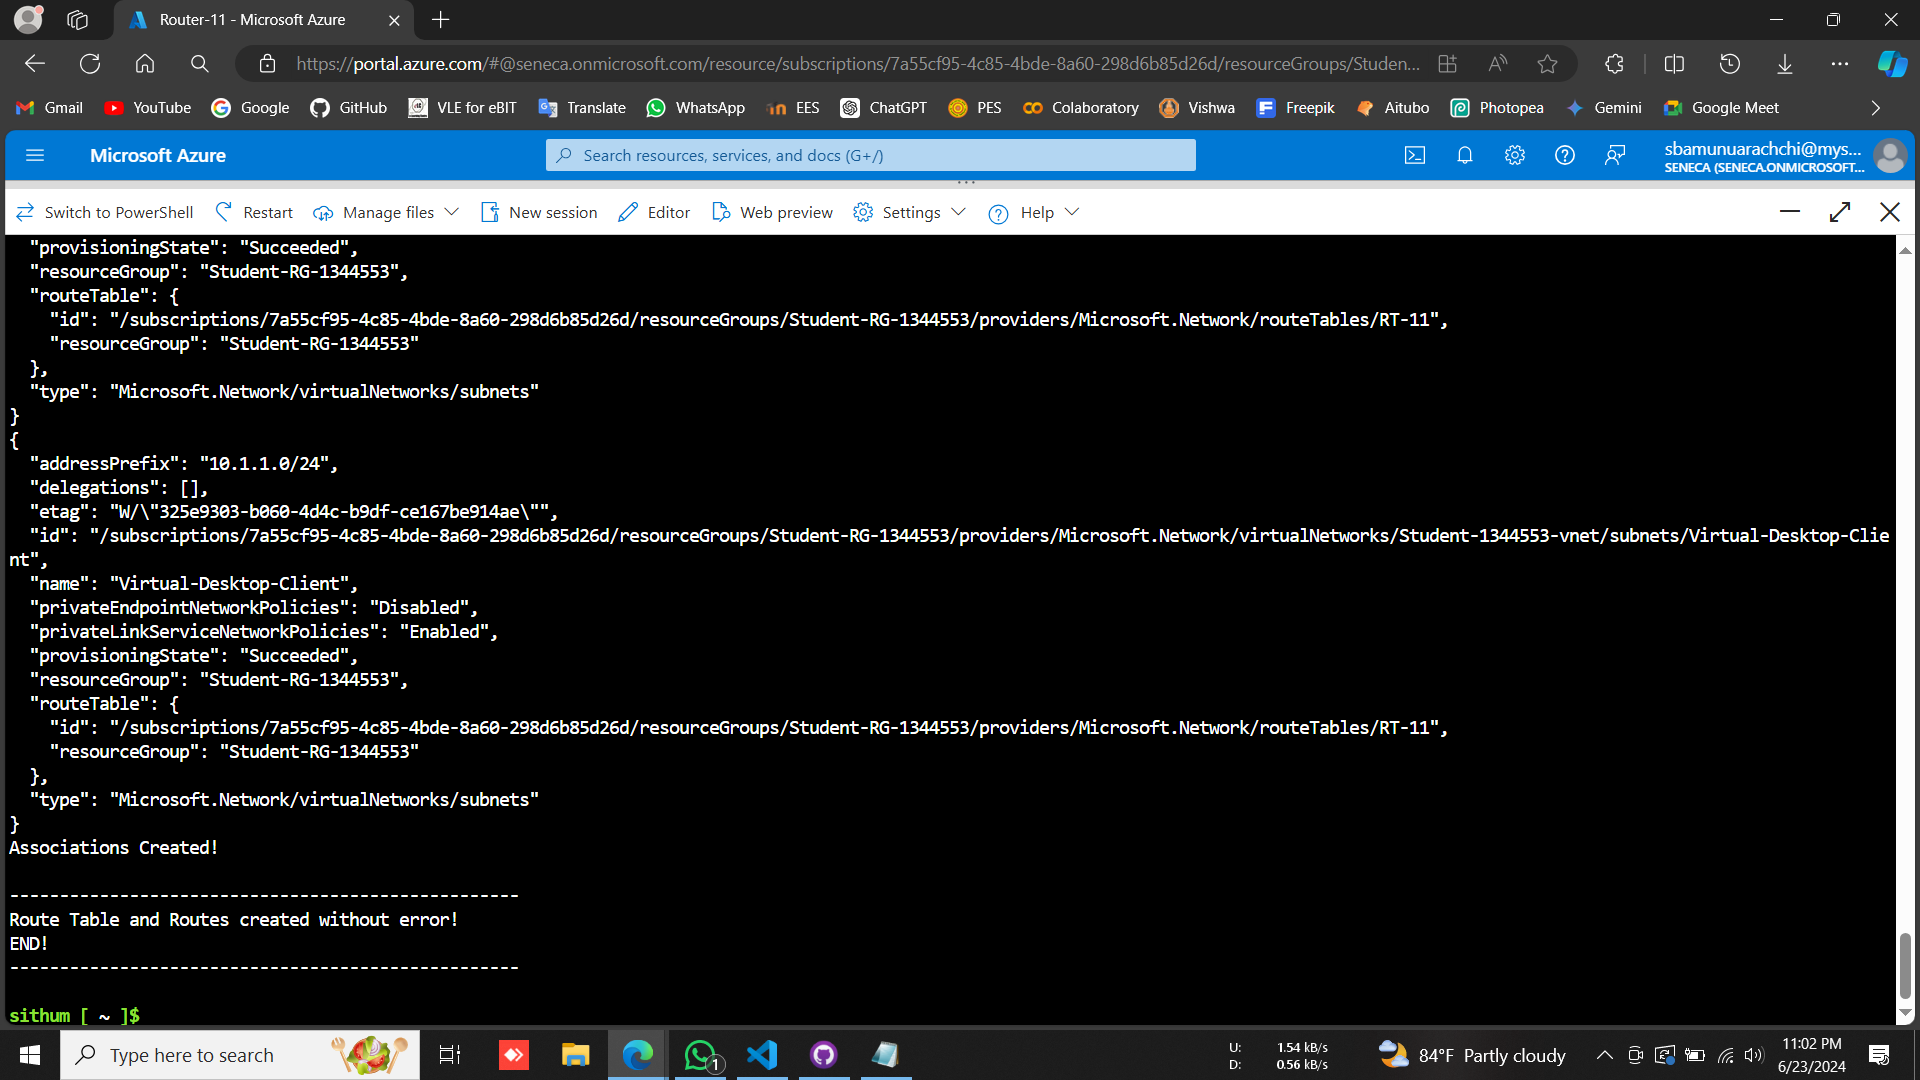 Router-11 - Microsoft Azure
https://portal.azure.com/#@seneca.onmicrosoft.com/resource/subscriptions/7a55cf95-4c85-4bde-8a60-298d6b85d26d/resourceGroups/Studen...
Gmail YouTube Google GitHub VLE for eBIT Translate WhatsApp EES ChatGPT PES Colaboratory Vishwa Freepik Aitubo Photopea Gemini Google Meet
Microsoft Azure
Search resources, services, and docs (G+/)
sbamunuarachchi@mys...
SENECA (SENECA.ONMICROSOFT....
Switch to PowerShell Restart Manage files New session Editor Web preview Settings Help
"provisioningState": "Succeeded",
"resourceGroup": "Student-RG-1344553",
"routeTable": {
"id": "/subscriptions/7a55cf95-4c85-4bde-8a60-298d6b85d26d/resourceGroups/Student-RG-1344553/providers/Microsoft.Network/routeTables/RT-11",
"resourceGroup": "Student-RG-1344553"
},
"type": "Microsoft.Network/virtualNetworks/subnets"
}
{
"addressPrefix": "10.1.1.0/24",
"delegations": [],
"etag": "W/\"325e9303-b060-4d4c-b9df-ce167be914ae\"",
"id": "/subscriptions/7a55cf95-4c85-4bde-8a60-298d6b85d26d/resourceGroups/Student-RG-1344553/providers/Microsoft.Network/virtualNetworks/Student-1344553-vnet/subnets/Virtual-Desktop-Clie
nt",
"name": "Virtual-Desktop-Client",
"privateEndpointNetworkPolicies": "Disabled",
"privateLinkServiceNetworkPolicies": "Enabled",
"provisioningState": "Succeeded",
"resourceGroup": "Student-RG-1344553",
"routeTable": {
"id": "/subscriptions/7a55cf95-4c85-4bde-8a60-298d6b85d26d/resourceGroups/Student-RG-1344553/providers/Microsoft.Network/routeTables/RT-11",
"resourceGroup": "Student-RG-1344553"
},
"type": "Microsoft.Network/virtualNetworks/subnets"
}
Associations Created!
---------------------------------------------------
Route Table and Routes created without error!
END!
---------------------------------------------------
sithum [ ~ ]$
Type here to search
1
U: 1.54 kB/s
D: 0.56 kB/s
84°F Partly cloudy
11:02 PM
6/23/2024